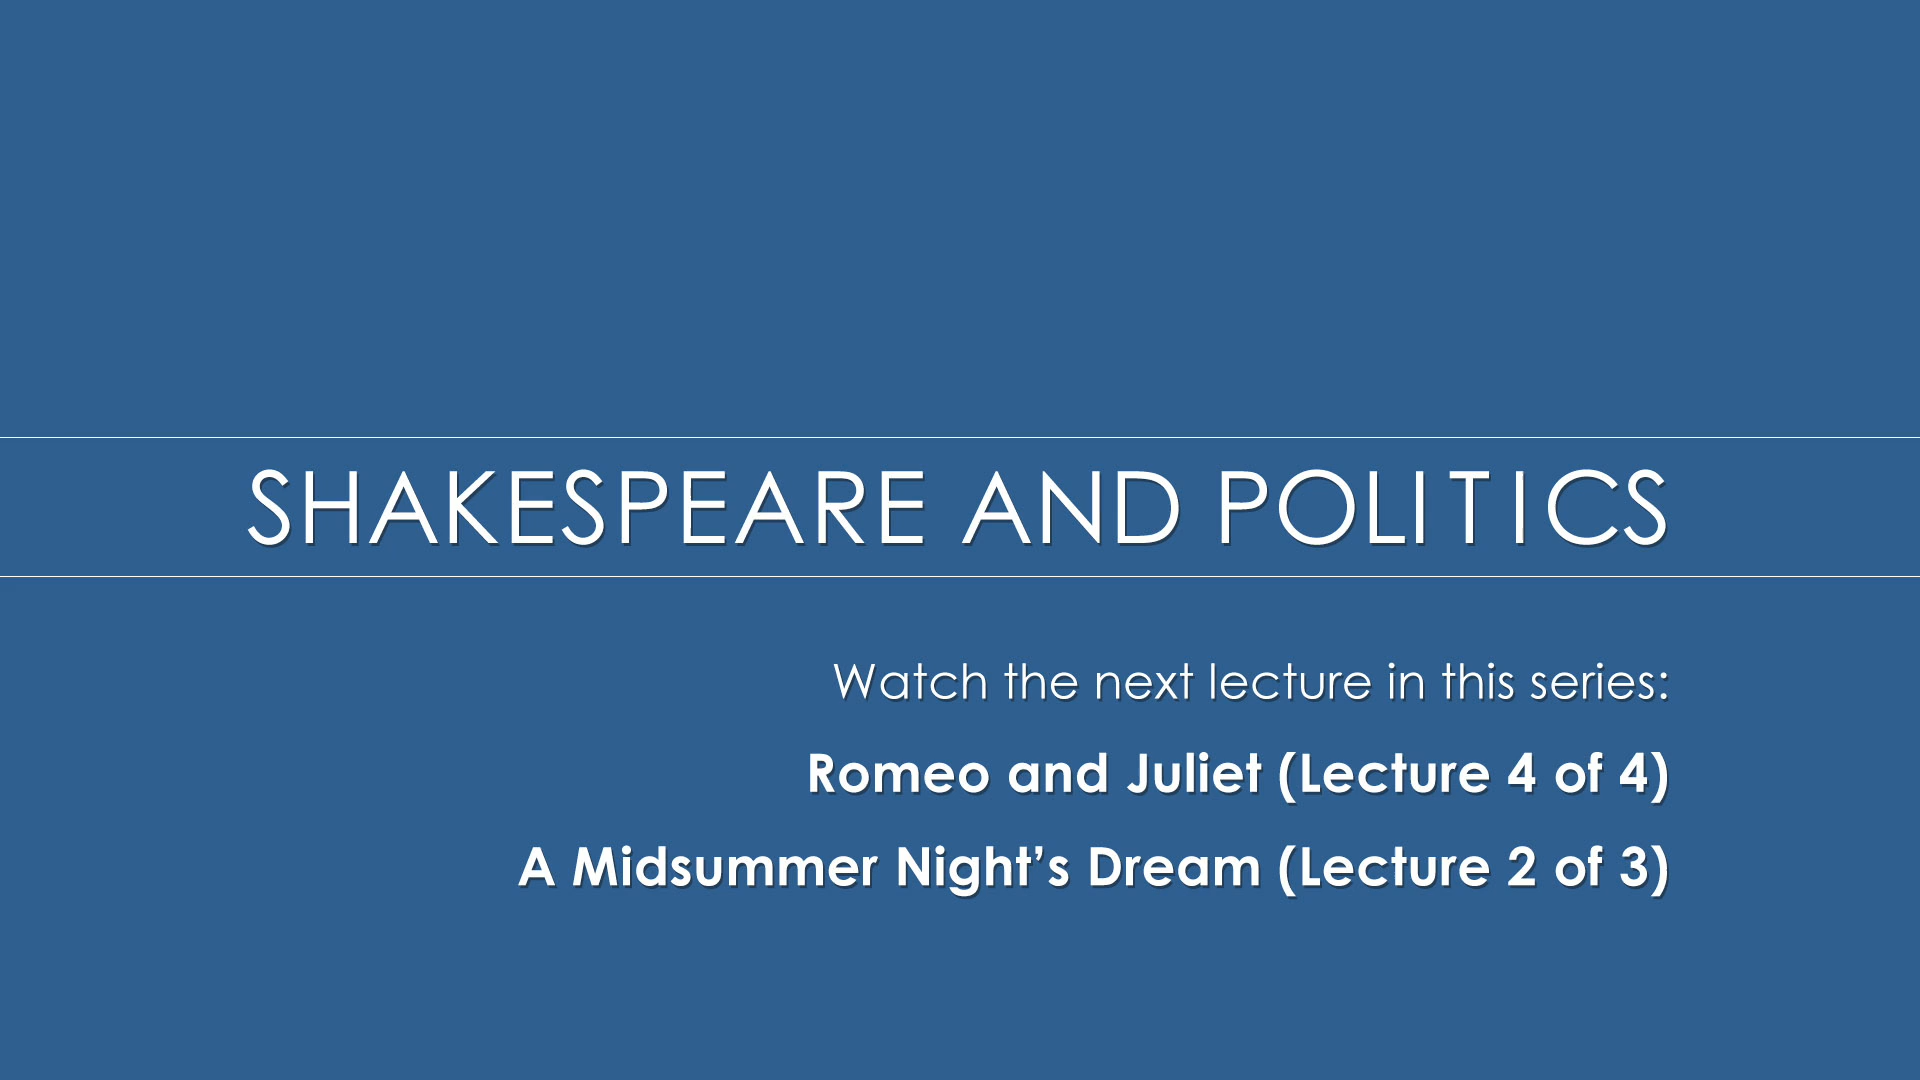 SHAKESPEARE AND POLITICS
Watch the next lecture in this series:
Romeo and Juliet (Lecture 4 of 4)
A Midsummer Night’s Dream (Lecture 2 of 3)